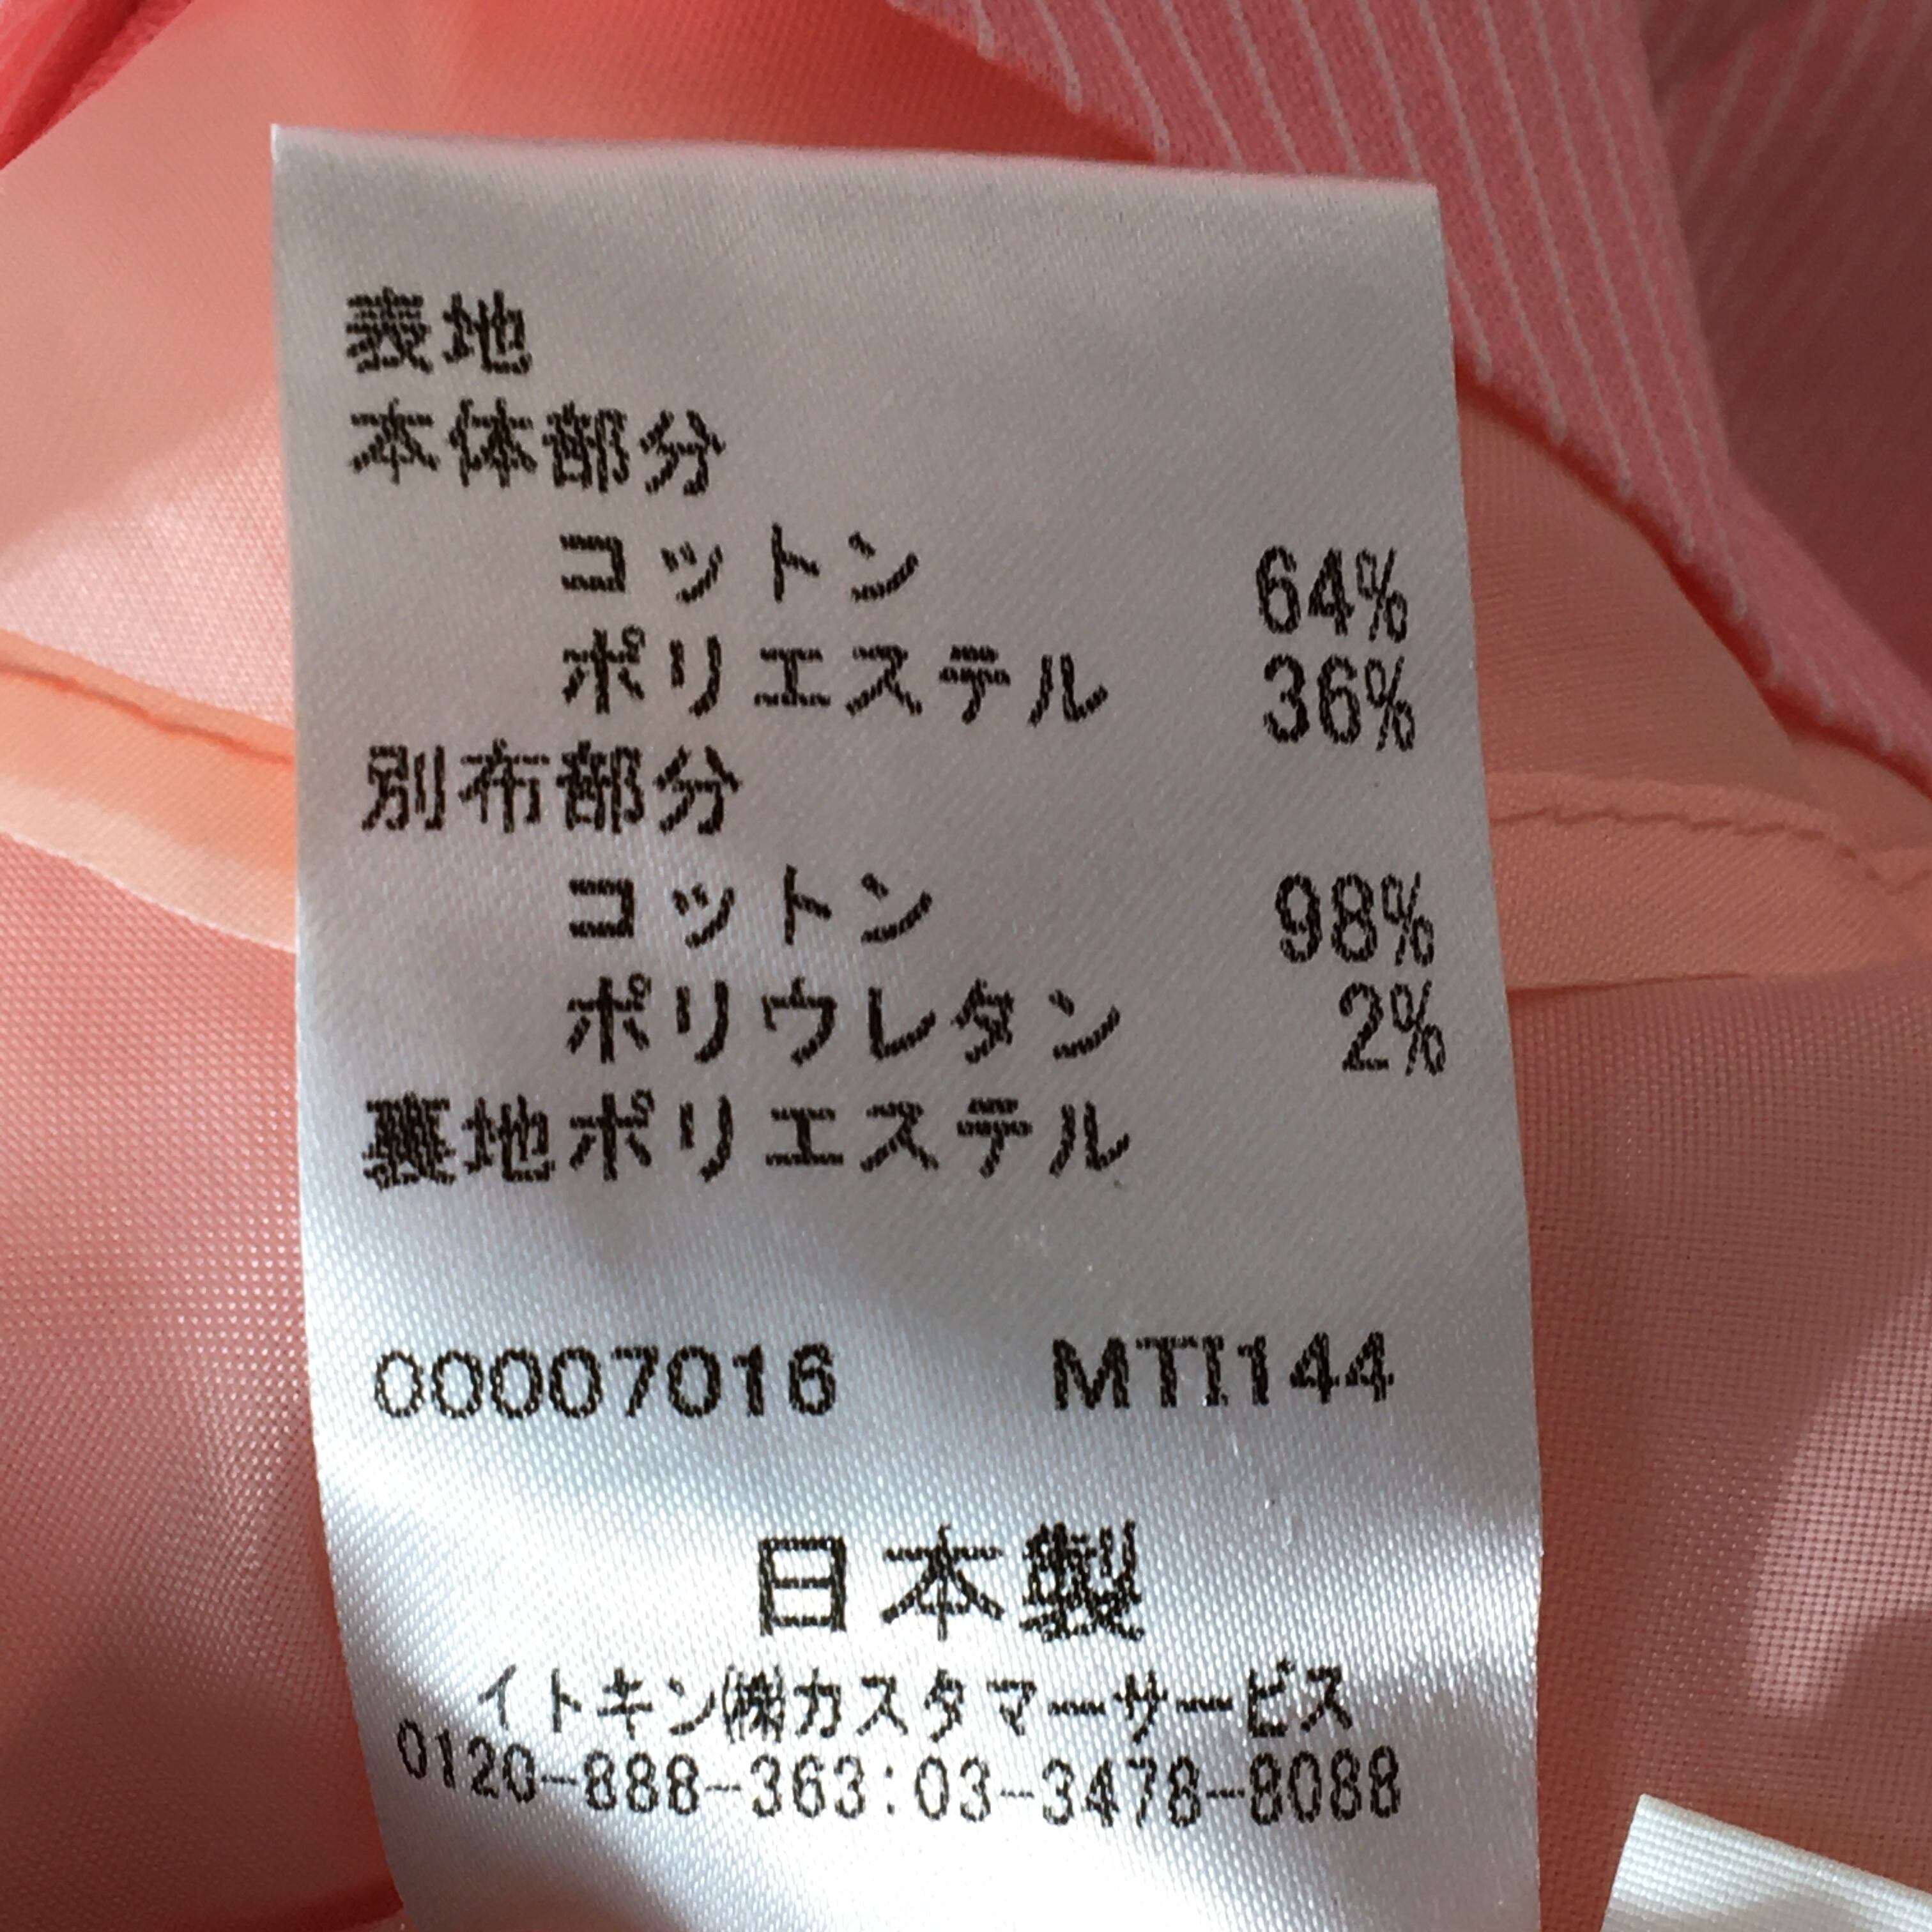 表地
本体部分
コットン 64%
ポリエステル 36%
別布部分
コットン 98%
ポリウレタン 2%
裏地ポリエステル
00007016 MTI144
日本製
イトキン㈱カスタマーサービス
0120-888-363:03-3478-8088